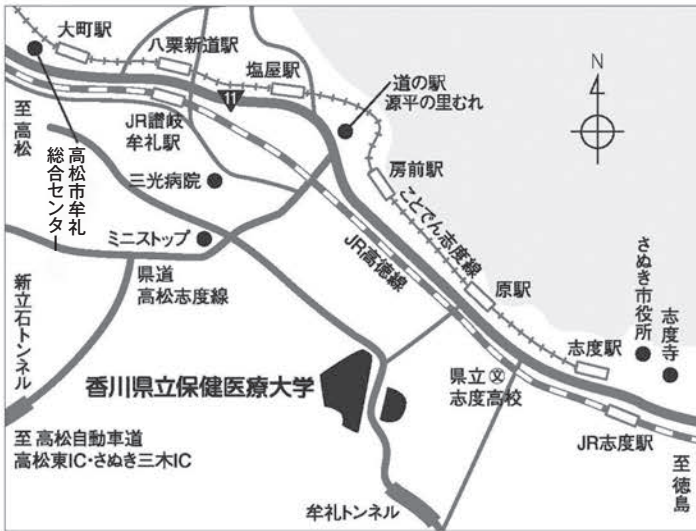 大町駅
八栗新道駅
塩屋駅
道の駅
源平の里むれ
N
11
至高松
高松市牟礼
総合センター
JR讃岐
牟礼駅
三光病院
房前駅
ことでん志度線
ミニストップ
JR高徳線
県道
高松志度線
原駅
さぬき市役所
志度寺
新立石トンネル
志度駅
香川県立保健医療大学
県立文
志度高校
JR志度駅
至高松自動車道
高松東IC・さぬき三木IC
至徳島
牟礼トンネル